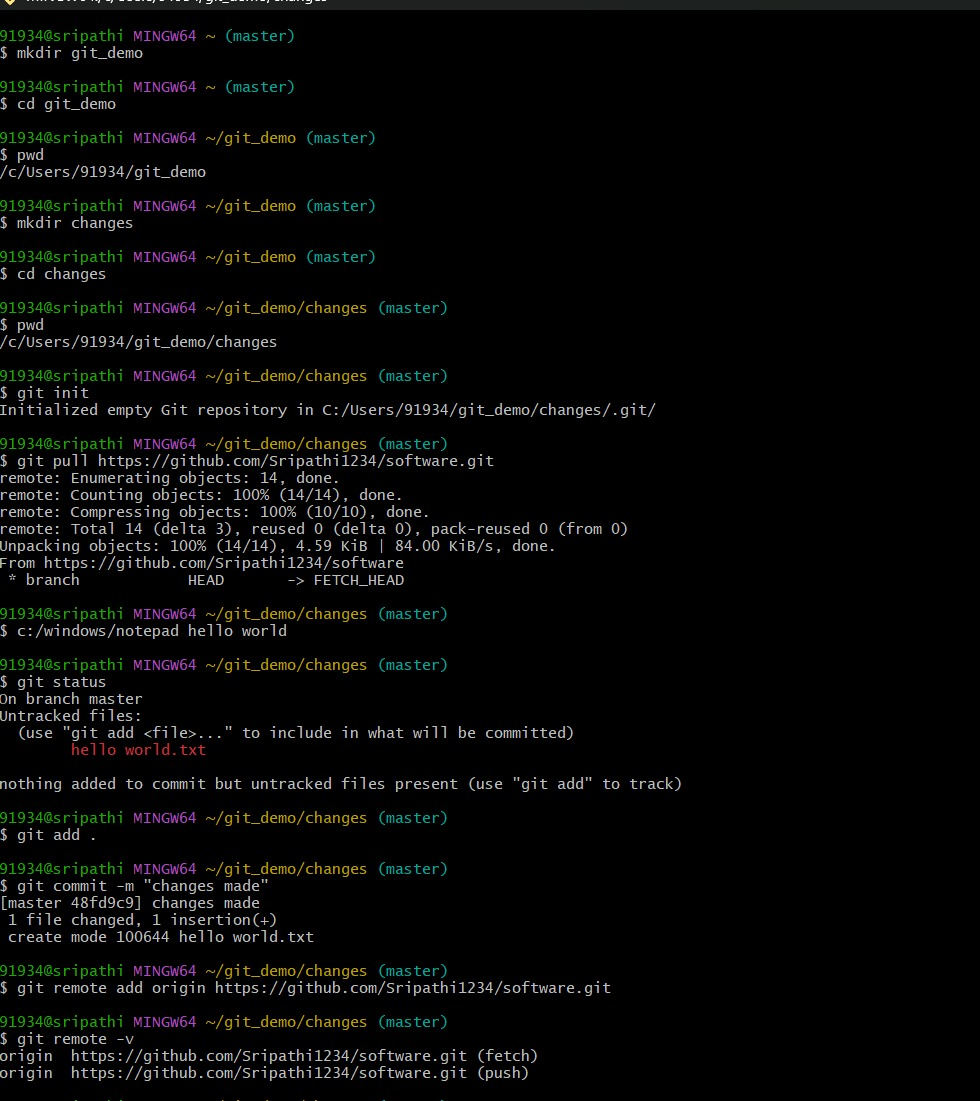 91934@sripathi MINGW64 ~ (master)
$ mkdir git_demo
91934@sripathi MINGW64 ~ (master)
$ cd git_demo
91934@sripathi MINGW64 ~/git_demo (master)
$ pwd
/c/Users/91934/git_demo
91934@sripathi MINGW64 ~/git_demo (master)
$ mkdir changes
91934@sripathi MINGW64 ~/git_demo (master)
$ cd changes
91934@sripathi MINGW64 ~/git_demo/changes (master)
$ pwd
/c/Users/91934/git_demo/changes
91934@sripathi MINGW64 ~/git_demo/changes (master)
$ git init
Initialized empty Git repository in C:/Users/91934/git_demo/changes/.git/
91934@sripathi MINGW64 ~/git_demo/changes (master)
$ git pull https://github.com/Sripathi1234/software.git
remote: Enumerating objects: 14, done.
remote: Counting objects: 100% (14/14), done.
remote: Compressing objects: 100% (10/10), done.
remote: Total 14 (delta 3), reused 0 (delta 0), pack-reused 0 (from 0)
Unpacking objects: 100% (14/14), 4.59 KiB | 84.00 KiB/s, done.
From https://github.com/Sripathi1234/software
 * branch            HEAD       -> FETCH_HEAD
91934@sripathi MINGW64 ~/git_demo/changes (master)
$ c:/windows/notepad hello world
91934@sripathi MINGW64 ~/git_demo/changes (master)
$ git status
On branch master
Untracked files:
  (use "git add <file>..." to include in what will be committed)
        hello world.txt
nothing added to commit but untracked files present (use "git add" to track)
91934@sripathi MINGW64 ~/git_demo/changes (master)
$ git add .
91934@sripathi MINGW64 ~/git_demo/changes (master)
$ git commit -m "changes made"
[master 48fd9c9] changes made
 1 file changed, 1 insertion(+)
 create mode 100644 hello world.txt
91934@sripathi MINGW64 ~/git_demo/changes (master)
$ git remote add origin https://github.com/Sripathi1234/software.git
91934@sripathi MINGW64 ~/git_demo/changes (master)
$ git remote -v
origin  https://github.com/Sripathi1234/software.git (fetch)
origin  https://github.com/Sripathi1234/software.git (push)